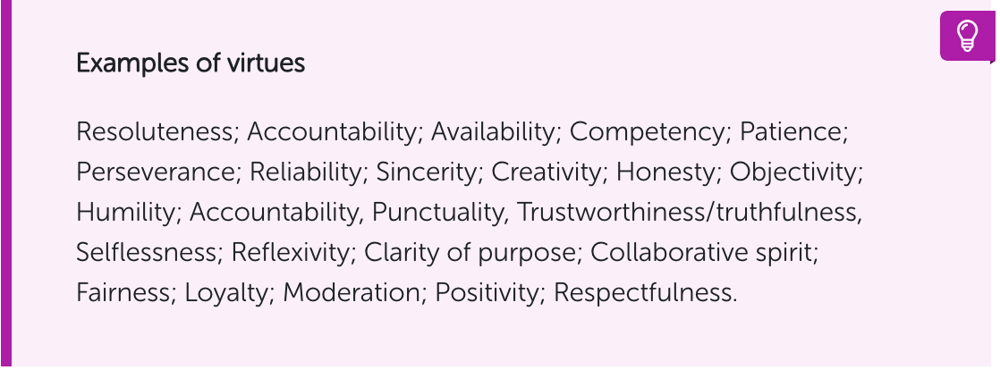 Examples of virtues
Resoluteness; Accountability; Availability; Competency; Patience;
Perseverance; Reliability; Sincerity; Creativity; Honesty; Objectivity;
Humility; Accountability, Punctuality, Trustworthiness/truthfulness,
Selflessness; Reflexivity; Clarity of purpose; Collaborative spirit;
Fairness; Loyalty; Moderation; Positivity; Respectfulness.